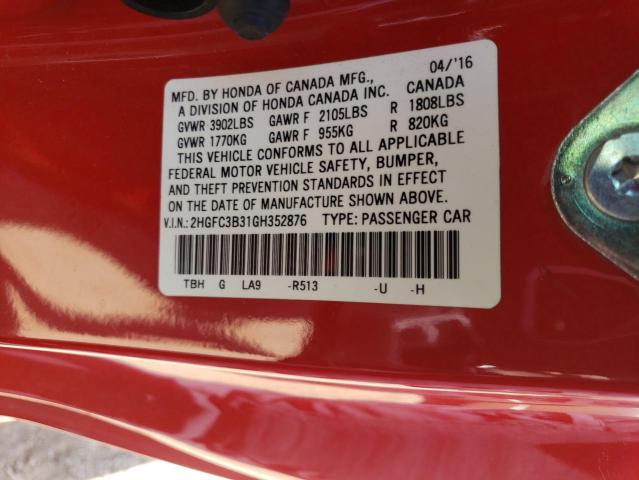 MFD. BY HONDA OF CANADA MFG., 04/'16
A DIVISION OF HONDA CANADA INC. CANADA
GVWR 3902LBS GAWR F 2105LBS R 1808LBS
GVWR 1770KG GAWR F 955KG R 820KG
THIS VEHICLE CONFORMS TO ALL APPLICABLE
FEDERAL MOTOR VEHICLE SAFETY, BUMPER,
AND THEFT PREVENTION STANDARDS IN EFFECT
ON THE DATE OF MANUFACTURE SHOWN ABOVE.
V.I.N.: 2HGFC3B31GH352876 TYPE: PASSENGER CAR
TBH G LA9 -R513 -U -H